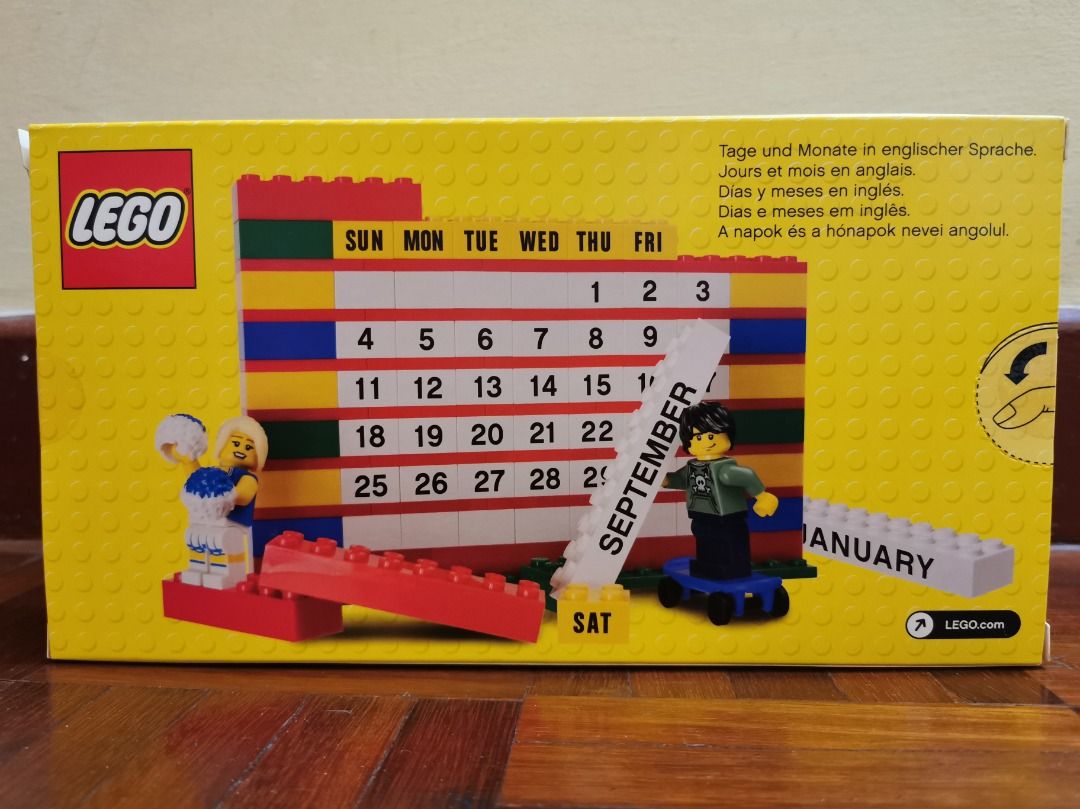 LEGO®
Tage und Monate in englischer Sprache.
Jours et mois en anglais.
Días y meses en inglés.
Dias e meses em inglês.
A napok és a hónapok nevei angolul.
SUN MON TUE WED THU FRI
1 2 3
4 5 6 7 8 9
11 12 13 14 15
18 19 20 21 22
25 26 27 28
SEPTEMBER
JANUARY
SAT
LEGO.com